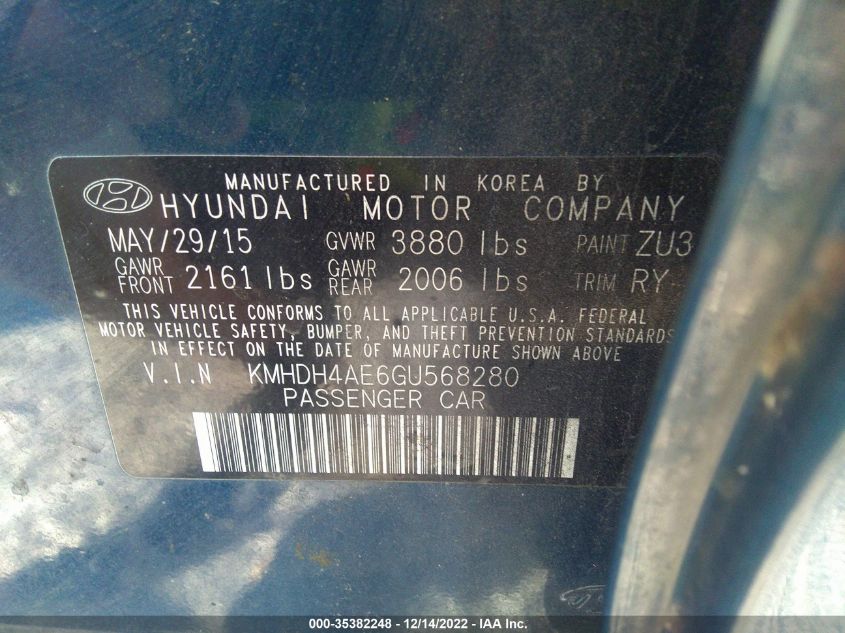 MANUFACTURED IN KOREA BY
HYUNDAI MOTOR COMPANY
MAY/29/15 GVWR 3880 lbs PAINT ZU3
GAWR FRONT 2161 lbs GAWR REAR 2006 lbs TRIM RY
THIS VEHICLE CONFORMS TO ALL APPLICABLE U.S.A. FEDERAL
MOTOR VEHICLE SAFETY, BUMPER, AND THEFT PREVENTION STANDARDS
IN EFFECT ON THE DATE OF MANUFACTURE SHOWN ABOVE
V.I.N KMHDH4AE6GU568280
PASSENGER CAR
000-35382248 - 12/14/2022 - IAA Inc.